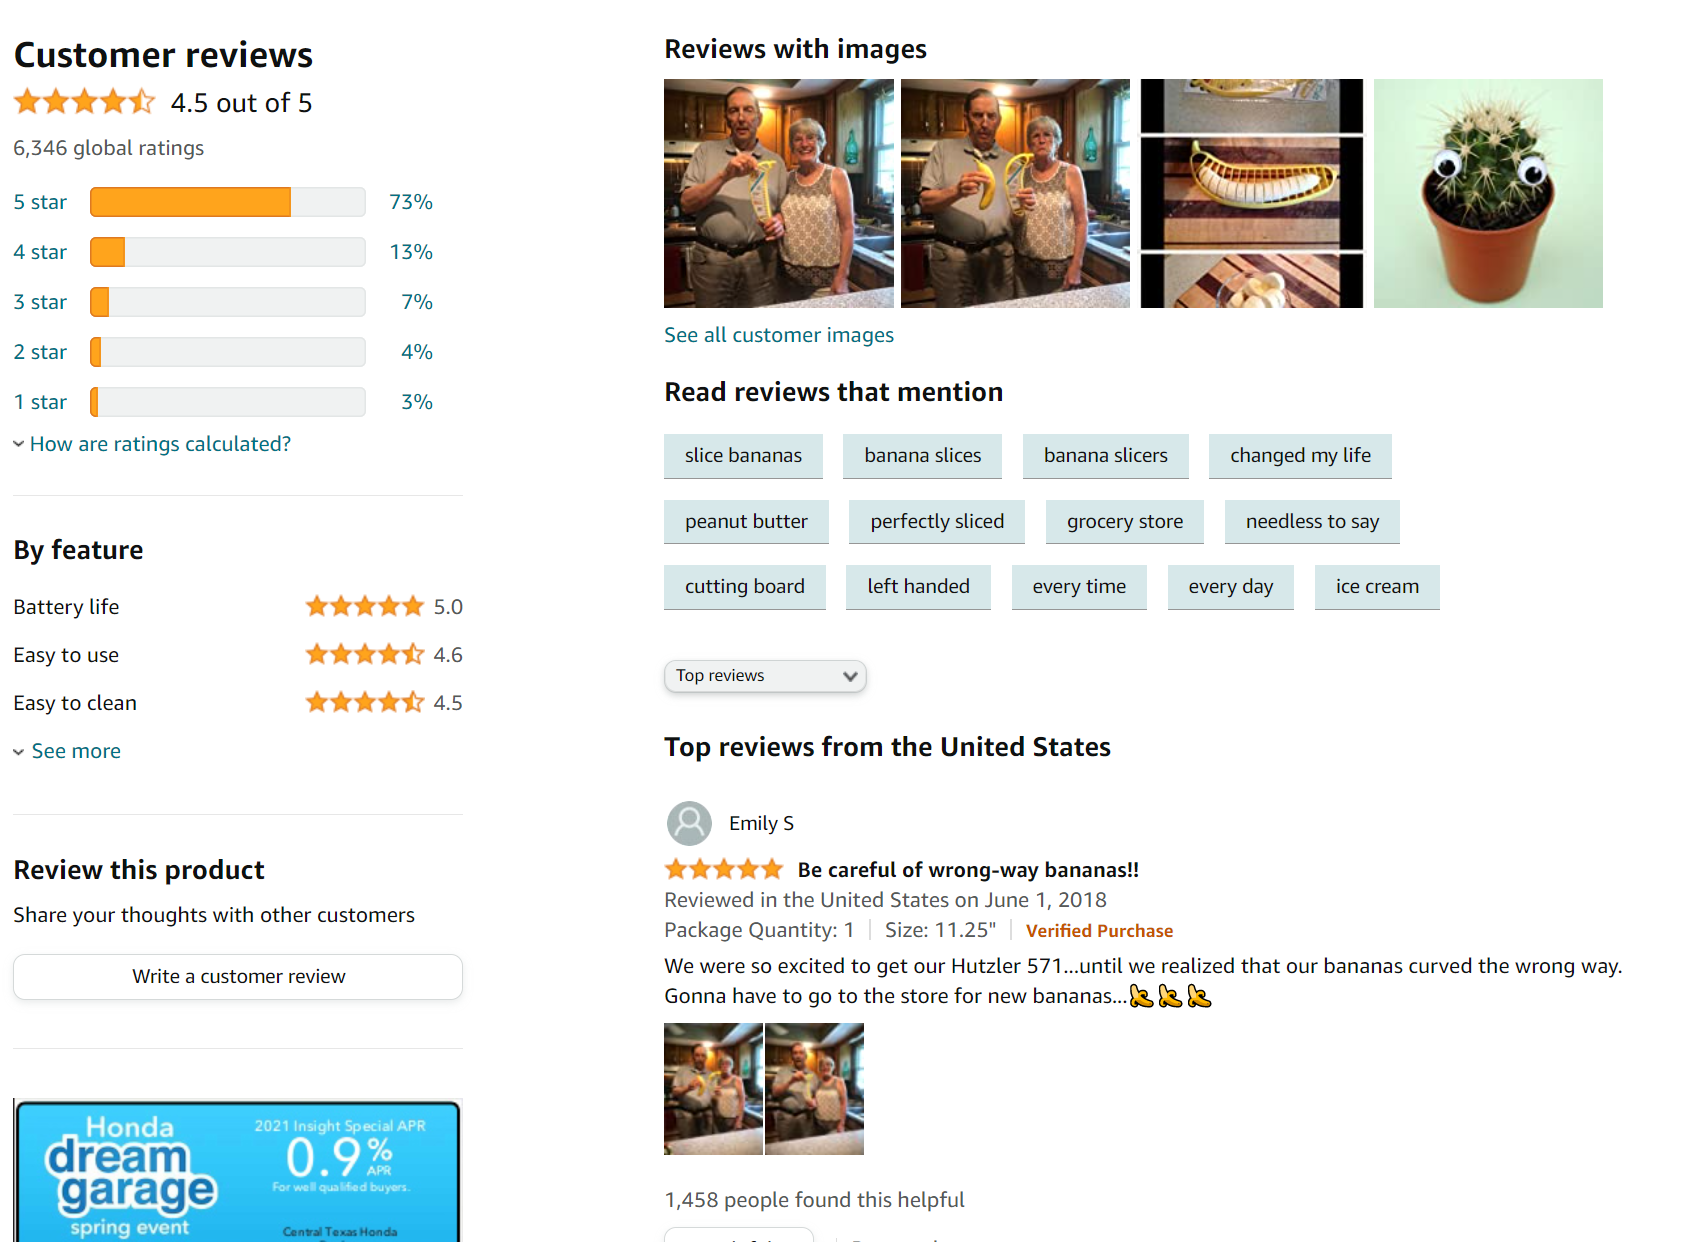 Customer reviews
4.5 out of 5
6,346 global ratings
5 star 73%
4 star 13%
3 star 7%
2 star 4%
1 star 3%
How are ratings calculated?
By feature
Battery life 5.0
Easy to use 4.6
Easy to clean 4.5
See more
Review this product
Share your thoughts with other customers
Write a customer review
Honda
dream
garage
spring event
2021 Insight Special APR
0.9%
APR
For well qualified buyers.
Central Texas Honda
Reviews with images
See all customer images
Read reviews that mention
slice bananas banana slices banana slicers changed my life
peanut butter perfectly sliced grocery store needless to say
cutting board left handed every time every day ice cream
Top reviews
Top reviews from the United States
Emily S
Be careful of wrong-way bananas!!
Reviewed in the United States on June 1, 2018
Package Quantity: 1 | Size: 11.25" | Verified Purchase
We were so excited to get our Hutzler 571...until we realized that our bananas curved the wrong way.
Gonna have to go to the store for new bananas...🍌🍌🍌
1,458 people found this helpful